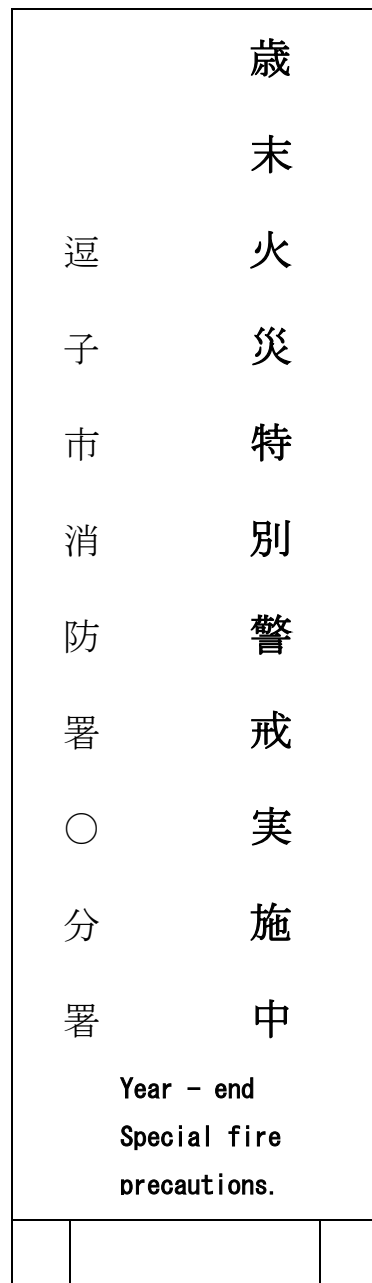 歳末火災特別警戒実施中
逗子市消防署〇分署
Year - end
Special fire
precautions.